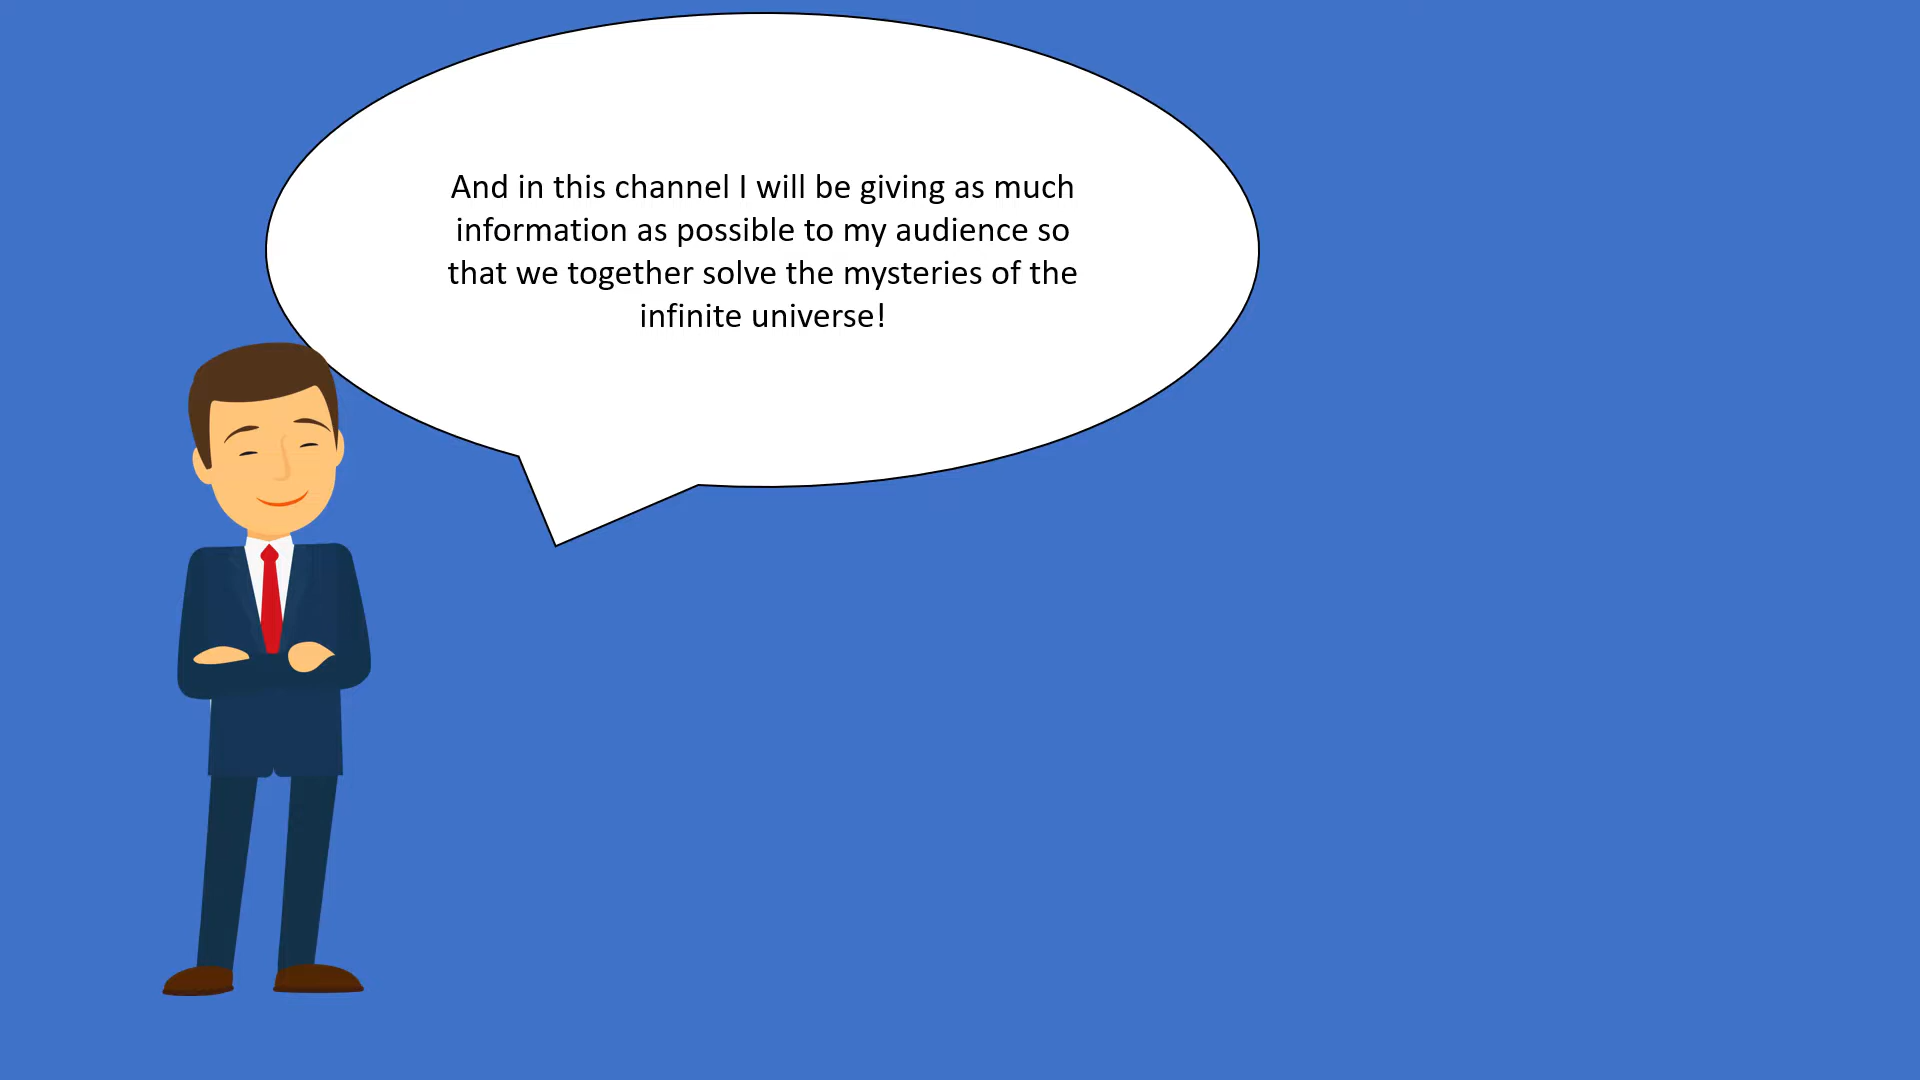 And in this channel I will be giving as much
information as possible to my audience so
that we together solve the mysteries of the
infinite universe!